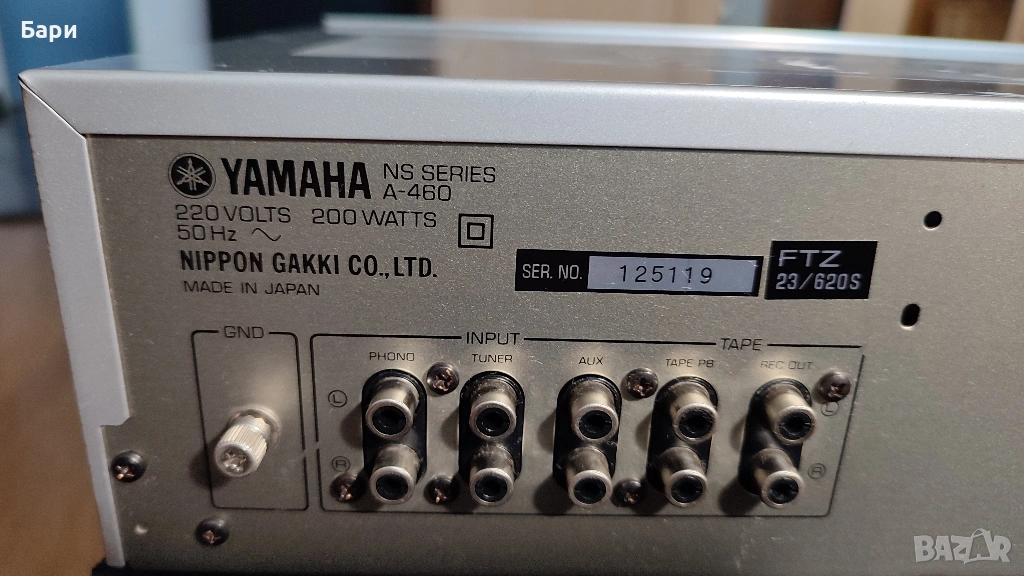 Бари
YAMAHA NS SERIES
A-460
220 VOLTS 200 WATTS
50 Hz
NIPPON GAKKI CO., LTD.
MADE IN JAPAN
SER. NO. 125119
FTZ
23/620S
GND
INPUT
TAPE
PHONO
TUNER
AUX
TAPE PB
REC OUT
L
L
R
R
BAZAR